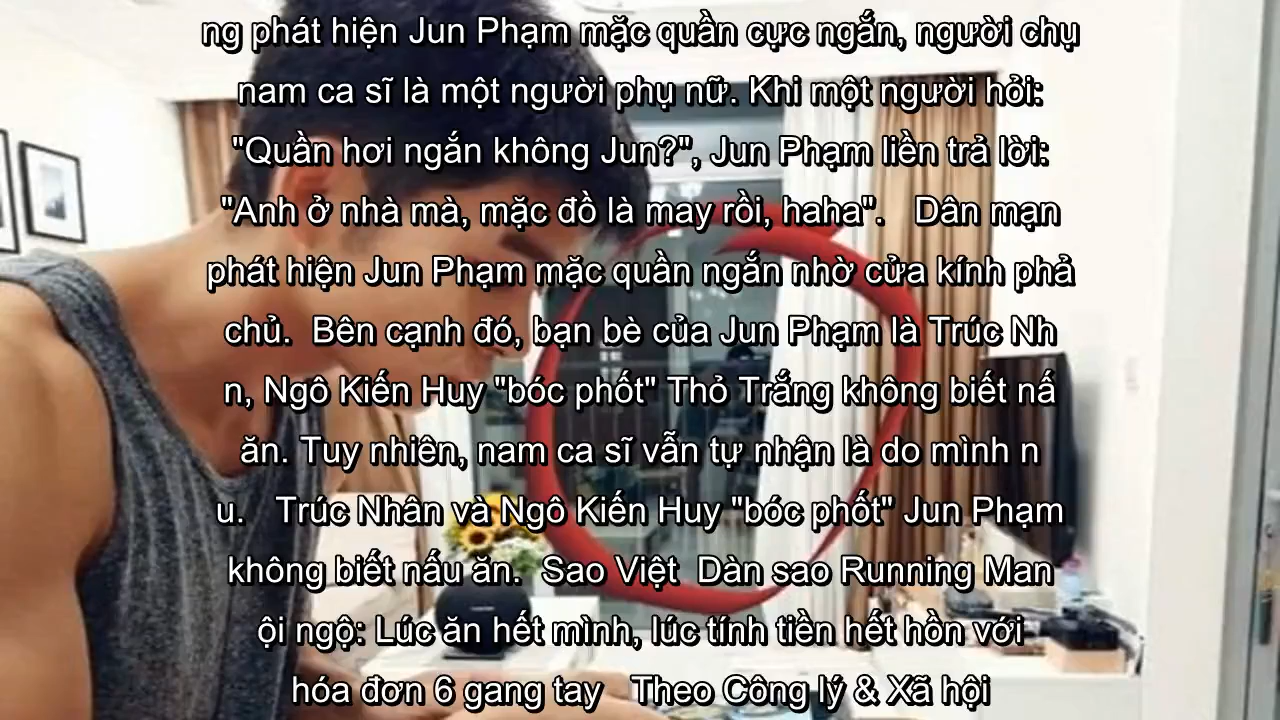 ng phát hiện Jun Phạm mặc quần cực ngắn, người chụ
nam ca sĩ là một người phụ nữ. Khi một người hỏi:
"Quần hơi ngắn không Jun?", Jun Phạm liền trả lời:
"Anh ở nhà mà, mặc đồ là may rồi, haha".   Dân mạn
phát hiện Jun Phạm mặc quần ngắn nhờ cửa kính phả
chủ.  Bên cạnh đó, bạn bè của Jun Phạm là Trúc Nh
n, Ngô Kiến Huy "bóc phốt" Thỏ Trắng không biết nấ
ăn. Tuy nhiên, nam ca sĩ vẫn tự nhận là do mình n
u.   Trúc Nhân và Ngô Kiến Huy "bóc phốt" Jun Phạm
không biết nấu ăn.  Sao Việt  Dàn sao Running Man
ội ngộ: Lúc ăn hết mình, lúc tính tiền hết hồn với
hóa đơn 6 gang tay   Theo Công lý & Xã hội